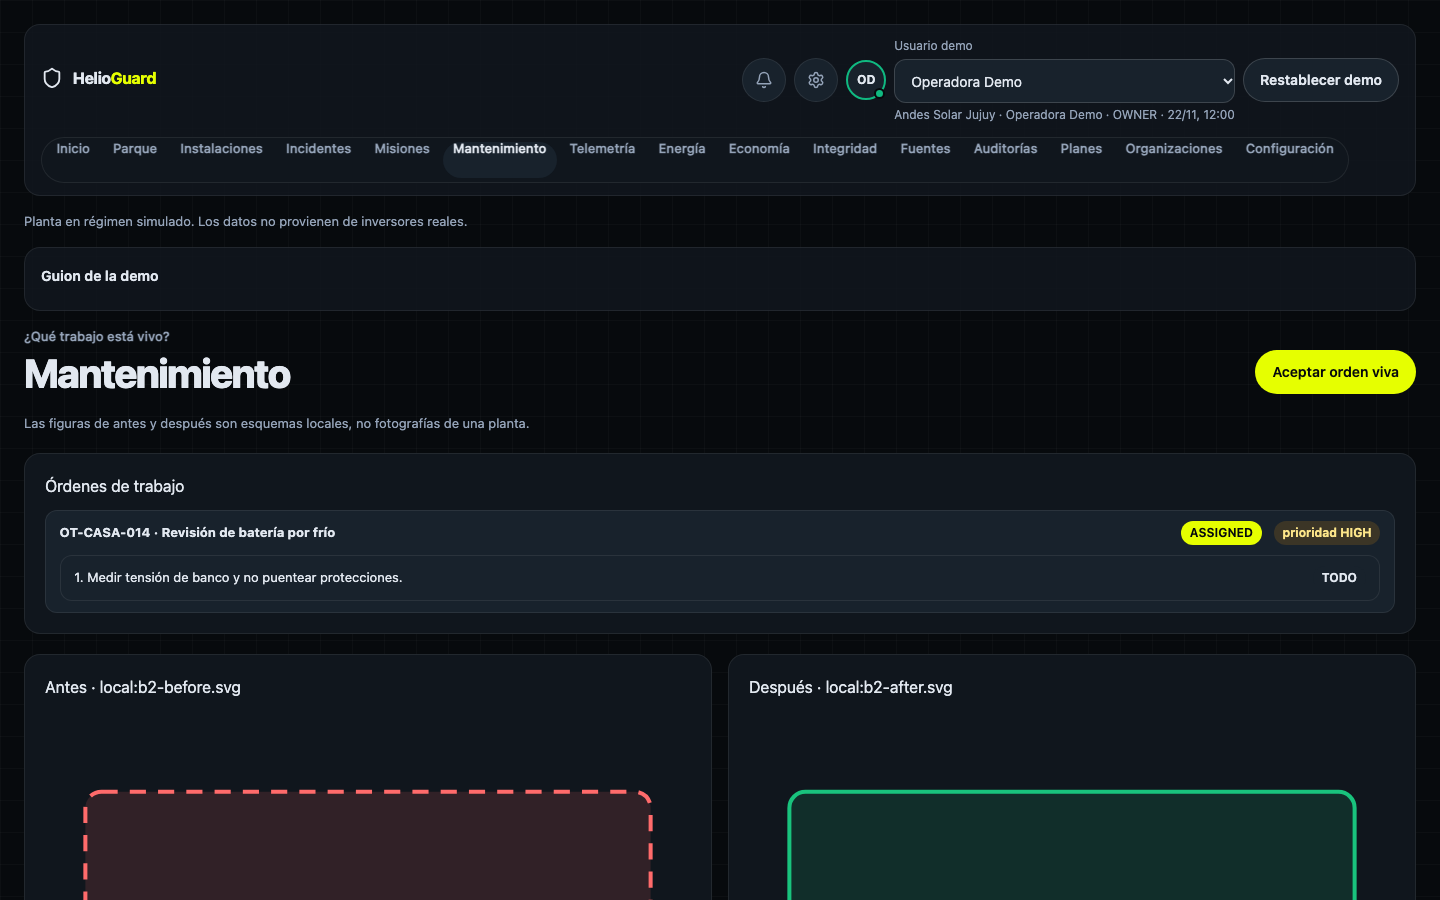 HelioGuard
OD
Usuario demo
Operadora Demo
Restablecer demo
Andes Solar Jujuy · Operadora Demo · OWNER · 22/11, 12:00
Inicio Parque Instalaciones Incidentes Misiones Mantenimiento Telemetría Energía Economía Integridad Fuentes Auditorías Planes Organizaciones Configuración
Planta en régimen simulado. Los datos no provienen de inversores reales.
Guion de la demo
¿Qué trabajo está vivo?
Mantenimiento
Aceptar orden viva
Las figuras de antes y después son esquemas locales, no fotografías de una planta.
Órdenes de trabajo
OT-CASA-014 · Revisión de batería por frío
ASSIGNED
prioridad HIGH
1. Medir tensión de banco y no puentear protecciones.
TODO
Antes · local:b2-before.svg
Después · local:b2-after.svg